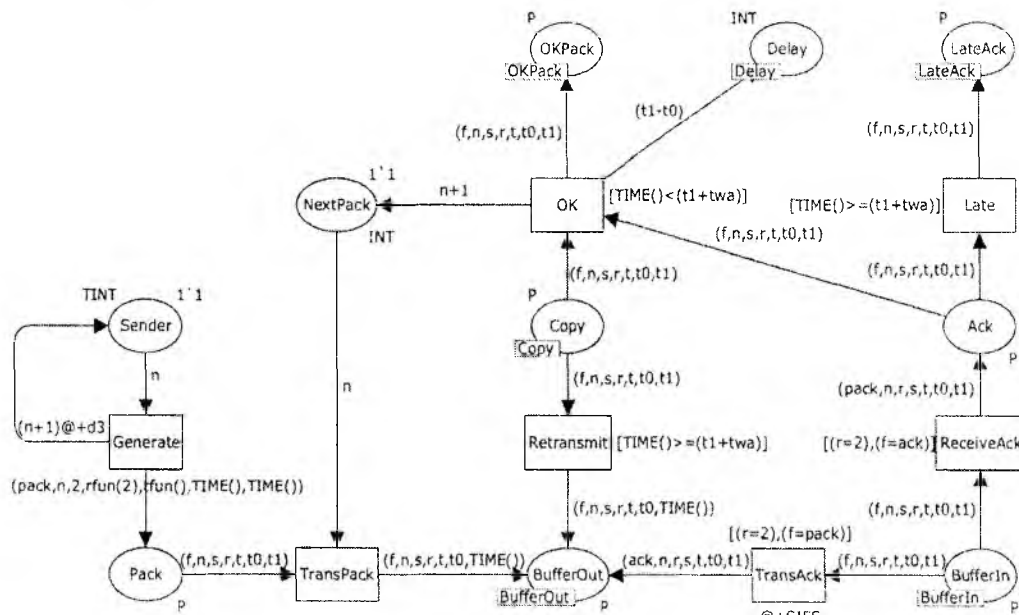 P
INT
P
OKPack
Delay
LateAck
OKPack
Delay
LateAck
(t1-t0)
(f,n,s,r,t,t0,t1)
(f,n,s,r,t,t0,t1)
1`1
n+1
NextPack
OK
[TIME()<(t1+twa)]
[TIME()>=(t1+twa)]
Late
INT
(f,n,s,r,t,t0,t1)
(f,n,s,r,t,t0,t1)
(f,n,s,r,t,t0,t1)
TINT
1`1
P
Sender
Copy
Ack
Copy
P
n
n
(f,n,s,r,t,t0,t1)
(pack,n,r,s,t,t0,t1)
(n+1)@+d3
Generate
Retransmit
[TIME()>=(t1+twa)]
[(r=2),(f=ack)]
ReceiveAck
(pack,n,2,rfun(2),tfun(),TIME(),TIME())
(f,n,s,r,t,t0,TIME())
(f,n,s,r,t,t0,t1)
[(r=2),(f=pack)]
Pack
(f,n,s,r,t,t0,t1)
TransPack
(f,n,s,r,t,t0,TIME())
BufferOut
(ack,n,r,s,t,t0,t1)
TransAck
(f,n,s,r,t,t0,t1)
BufferIn
P
BufferOut
P
BufferIn
P